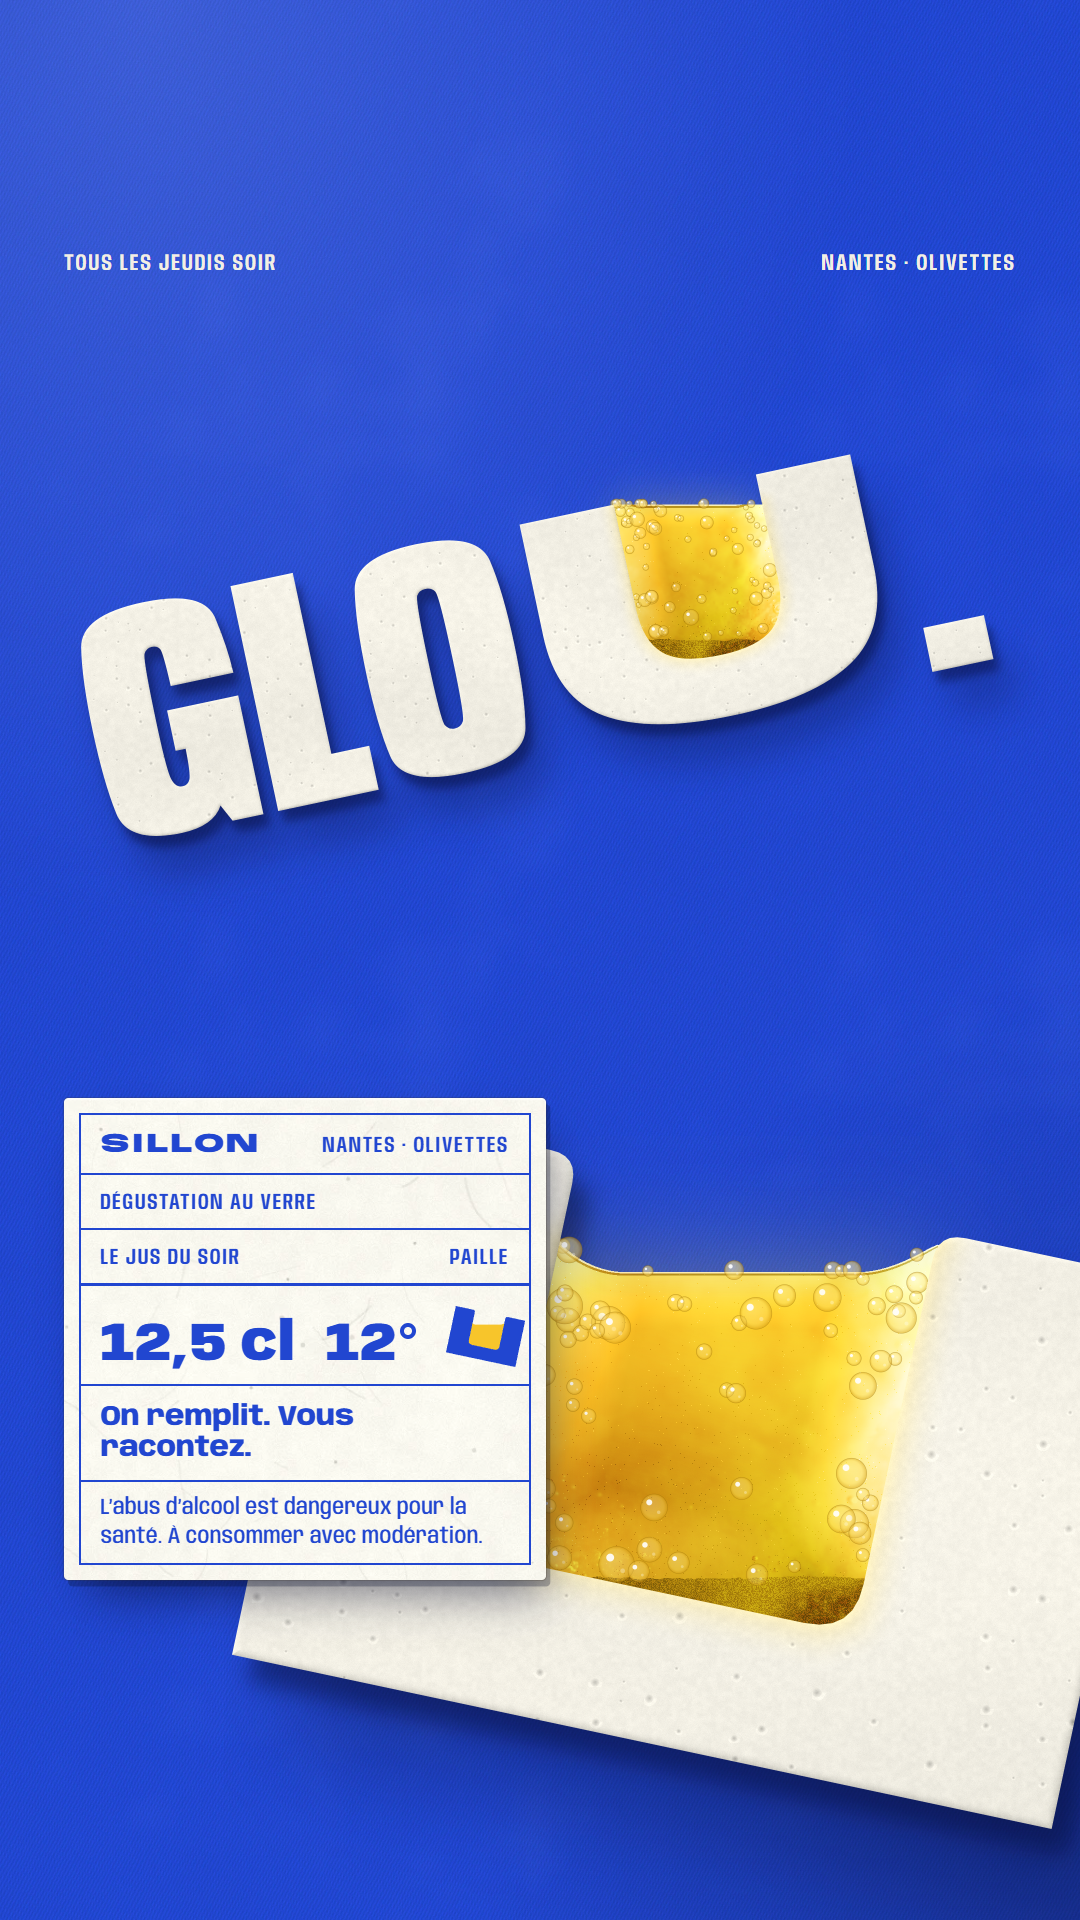 TOUS LES JEUDIS SOIR
NANTES · OLIVETTES
GLOU.
SILLON
NANTES · OLIVETTES
DÉGUSTATION AU VERRE
LE JUS DU SOIR
PAILLE
12,5 cl 12°
On remplit. Vous
racontez.
L'abus d'alcool est dangereux pour la
santé. À consommer avec modération.